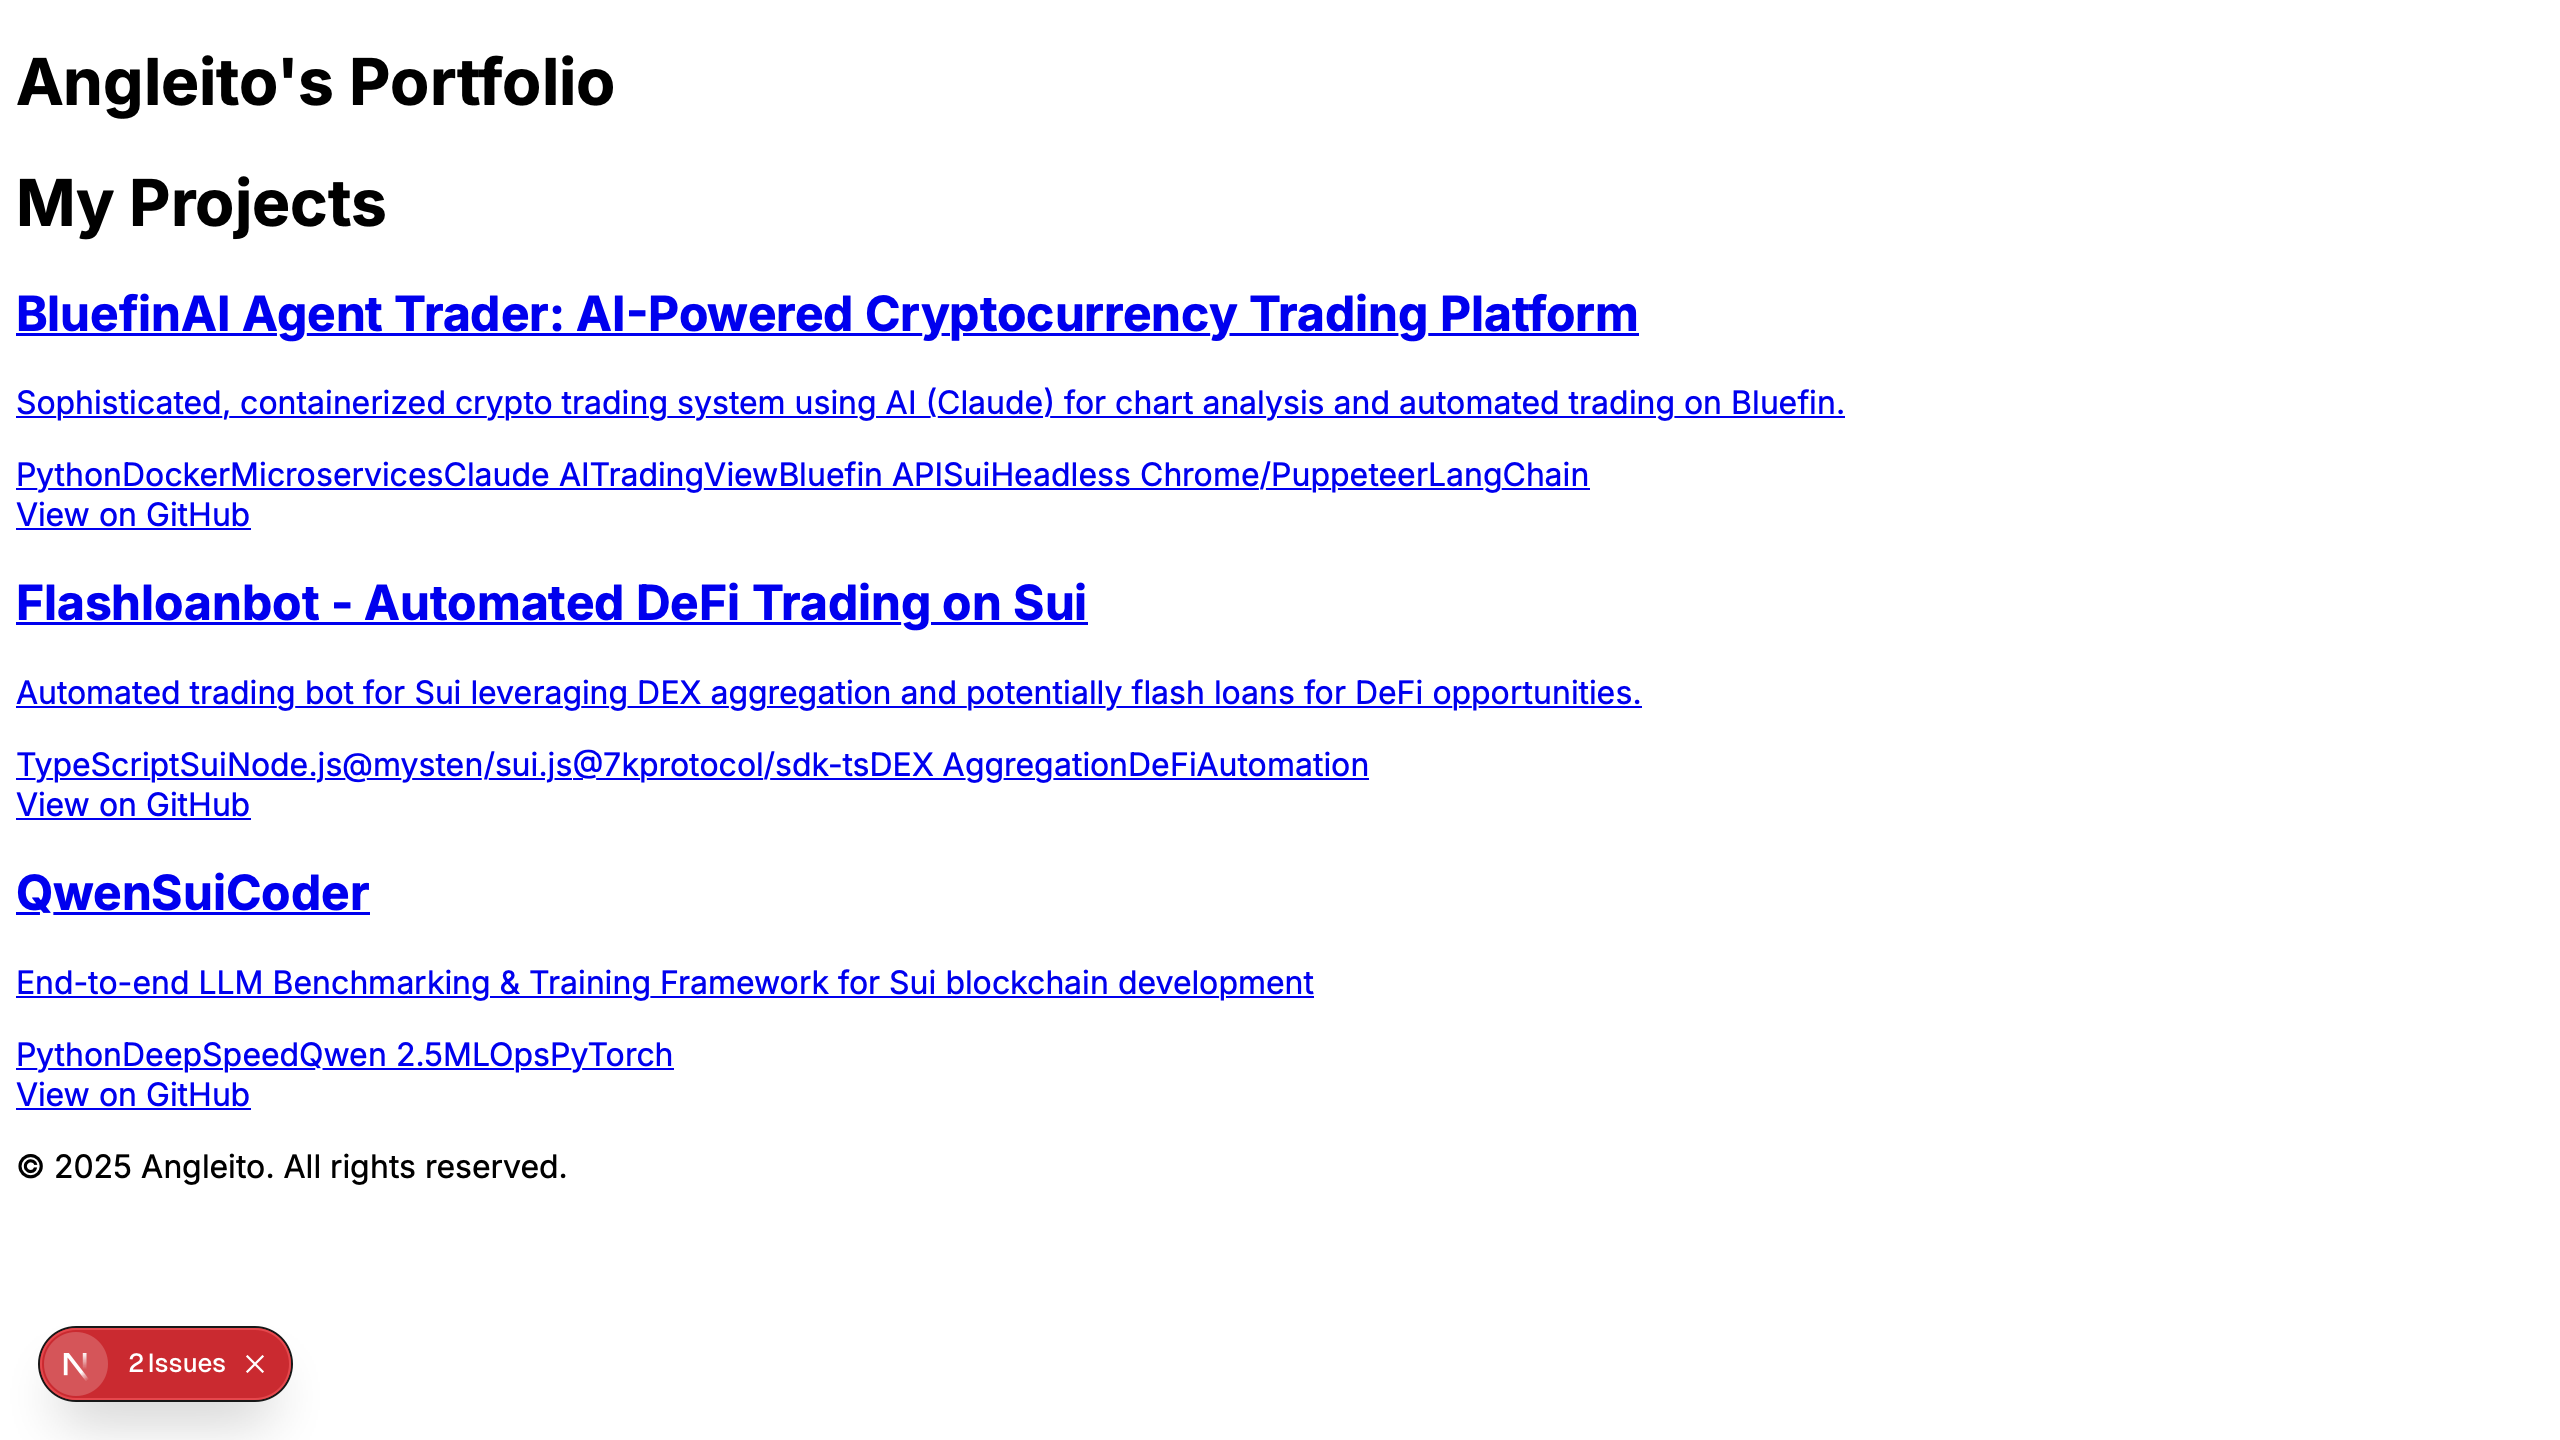 Angleito's Portfolio
My Projects
BluefinAI Agent Trader: AI-Powered Cryptocurrency Trading Platform
Sophisticated, containerized crypto trading system using AI (Claude) for chart analysis and automated trading on Bluefin.
PythonDockerMicroservicesClaude AITradingViewBluefin APISuiHeadless Chrome/PuppeteerLangChain
View on GitHub
Flashloanbot - Automated DeFi Trading on Sui
Automated trading bot for Sui leveraging DEX aggregation and potentially flash loans for DeFi opportunities.
TypeScriptSuiNode.js@mysten/sui.js@7kprotocol/sdk-tsDEX AggregationDeFiAutomation
View on GitHub
QwenSuiCoder
End-to-end LLM Benchmarking & Training Framework for Sui blockchain development
PythonDeepSpeedQwen 2.5MLOpsPyTorch
View on GitHub
© 2025 Angleito. All rights reserved.
N 2 Issues